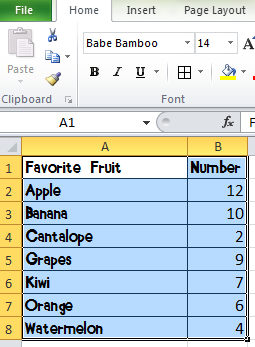 File Home Insert Page Layout
Paste
Babe Bamboo 14
B I U
Clipboard Font
A1 fx
A B
1 Favorite Fruit Number
2 Apple 12
3 Banana 10
4 Cantalope 2
5 Grapes 9
6 Kiwi 7
7 Orange 6
8 Watermelon 4